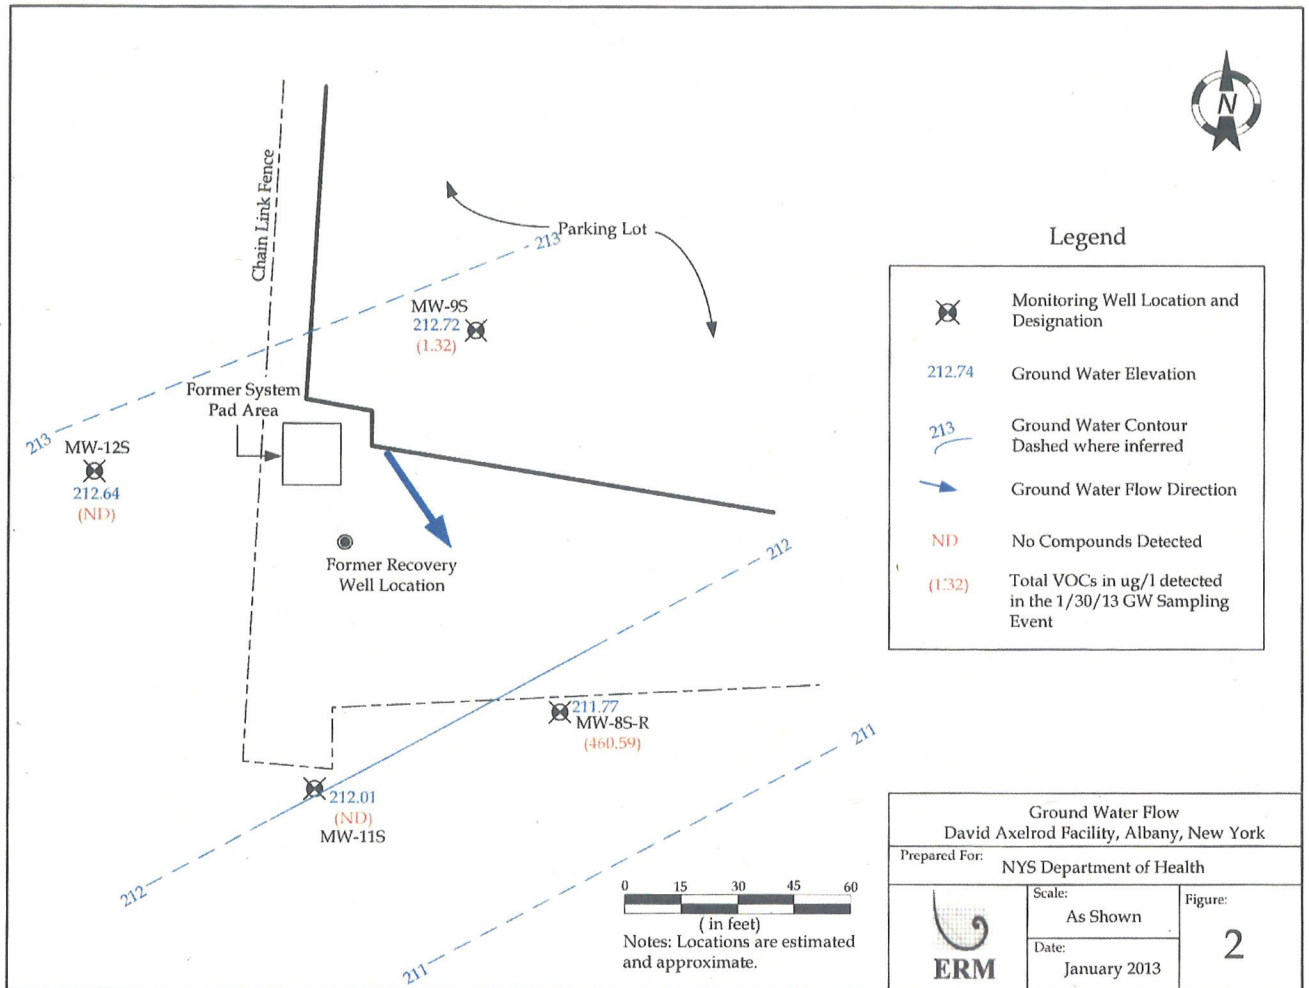 N
Chain Link Fence
Parking Lot
213
MW-9S
212.72
(1.32)
Former System
Pad Area
213
MW-12S
212.64
(ND)
Former Recovery
Well Location
212
211.77
MW-8S-R
(460.59)
211
212.01
(ND)
MW-11S
212
211
0 15 30 45 60
( in feet)
Notes: Locations are estimated
and approximate.
Legend
Monitoring Well Location and
Designation
212.74 Ground Water Elevation
213 Ground Water Contour
Dashed where inferred
Ground Water Flow Direction
ND No Compounds Detected
(1.32) Total VOCs in ug/l detected
in the 1/30/13 GW Sampling
Event
Ground Water Flow
David Axelrod Facility, Albany, New York
Prepared For:
NYS Department of Health
ERM
Scale:
As Shown
Date:
January 2013
Figure:
2